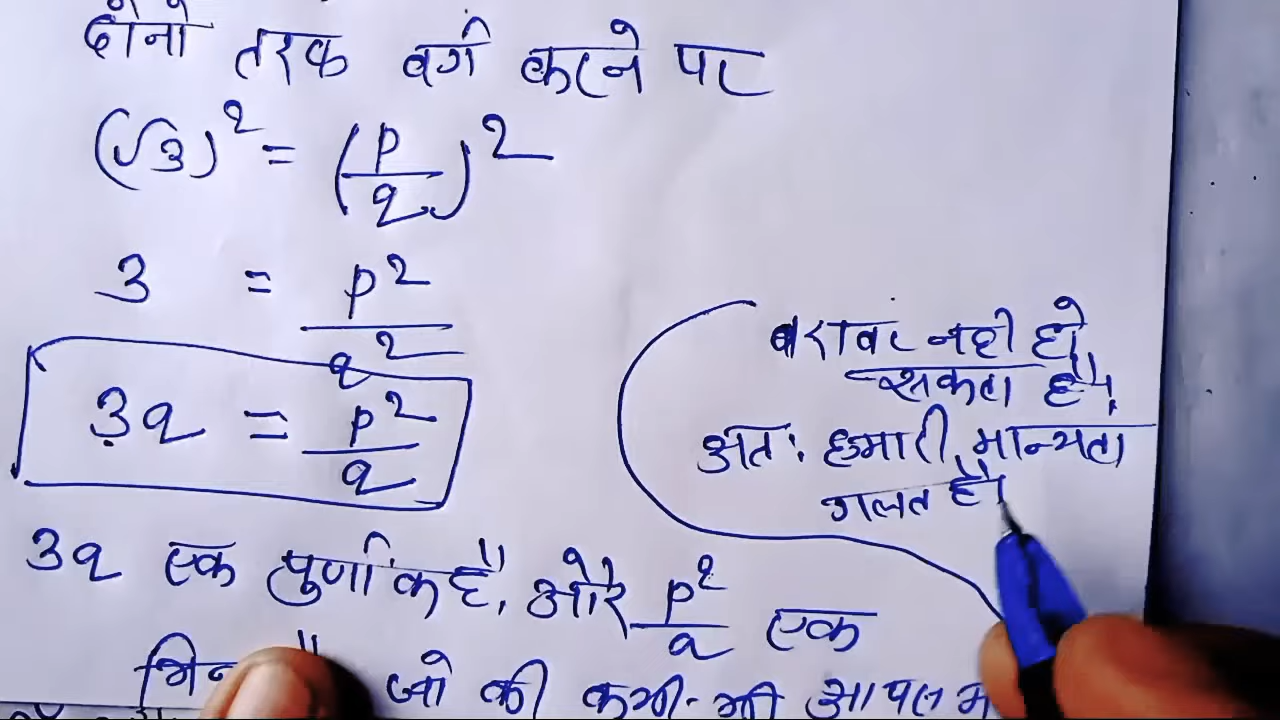 दोनो तरफ वर्ग करने पर
(√3)² = (p/q)²
3 = p²/q²
3q = p²/q
3q एक पुर्णांक है, और p²/q एक
जो की कभी-भी आपस म
बराबर नही हो
सकता है।
अतः हमारी मान्यता
गलत है।